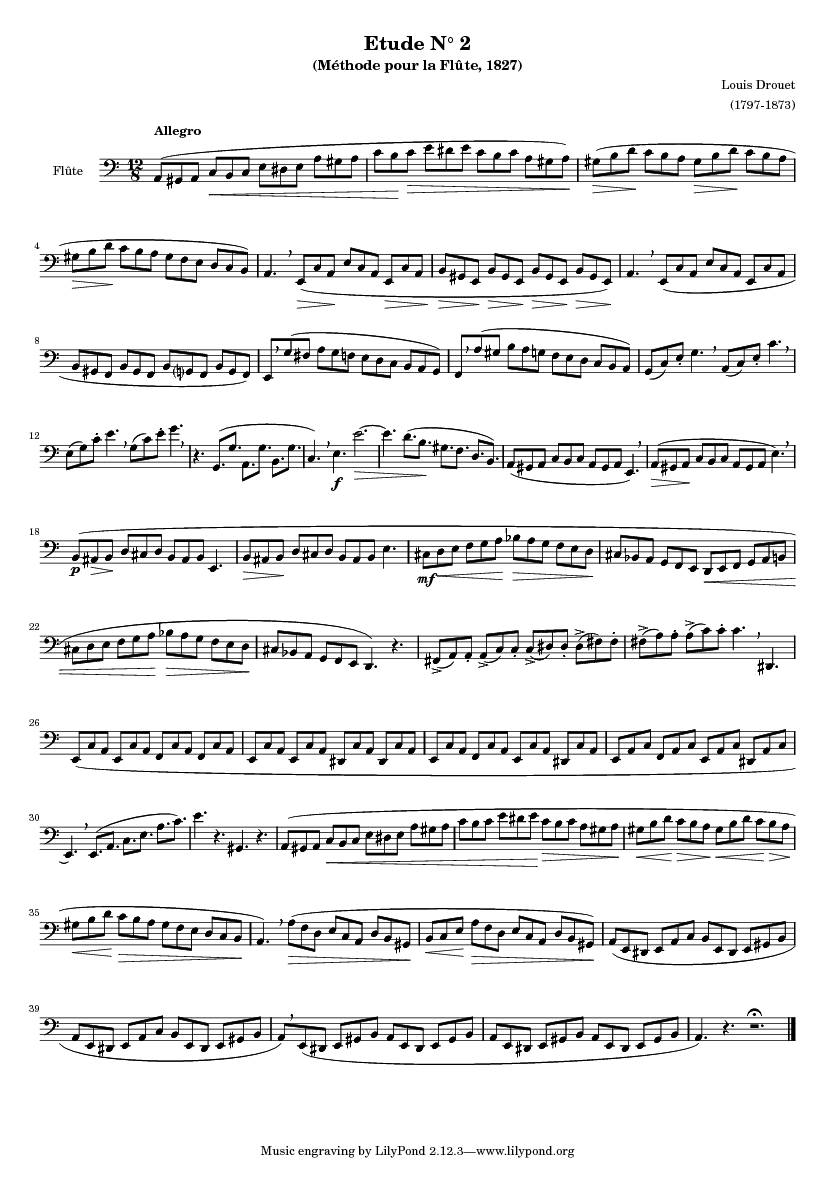 Etude N° 2
(Méthode pour la Flûte, 1827)
Louis Drouet
(1797-1873)
Allegro
Flûte
12
8
4
8
12
f
18
p
mf
22
26
30
35
39
Music engraving by LilyPond 2.12.3—www.lilypond.org